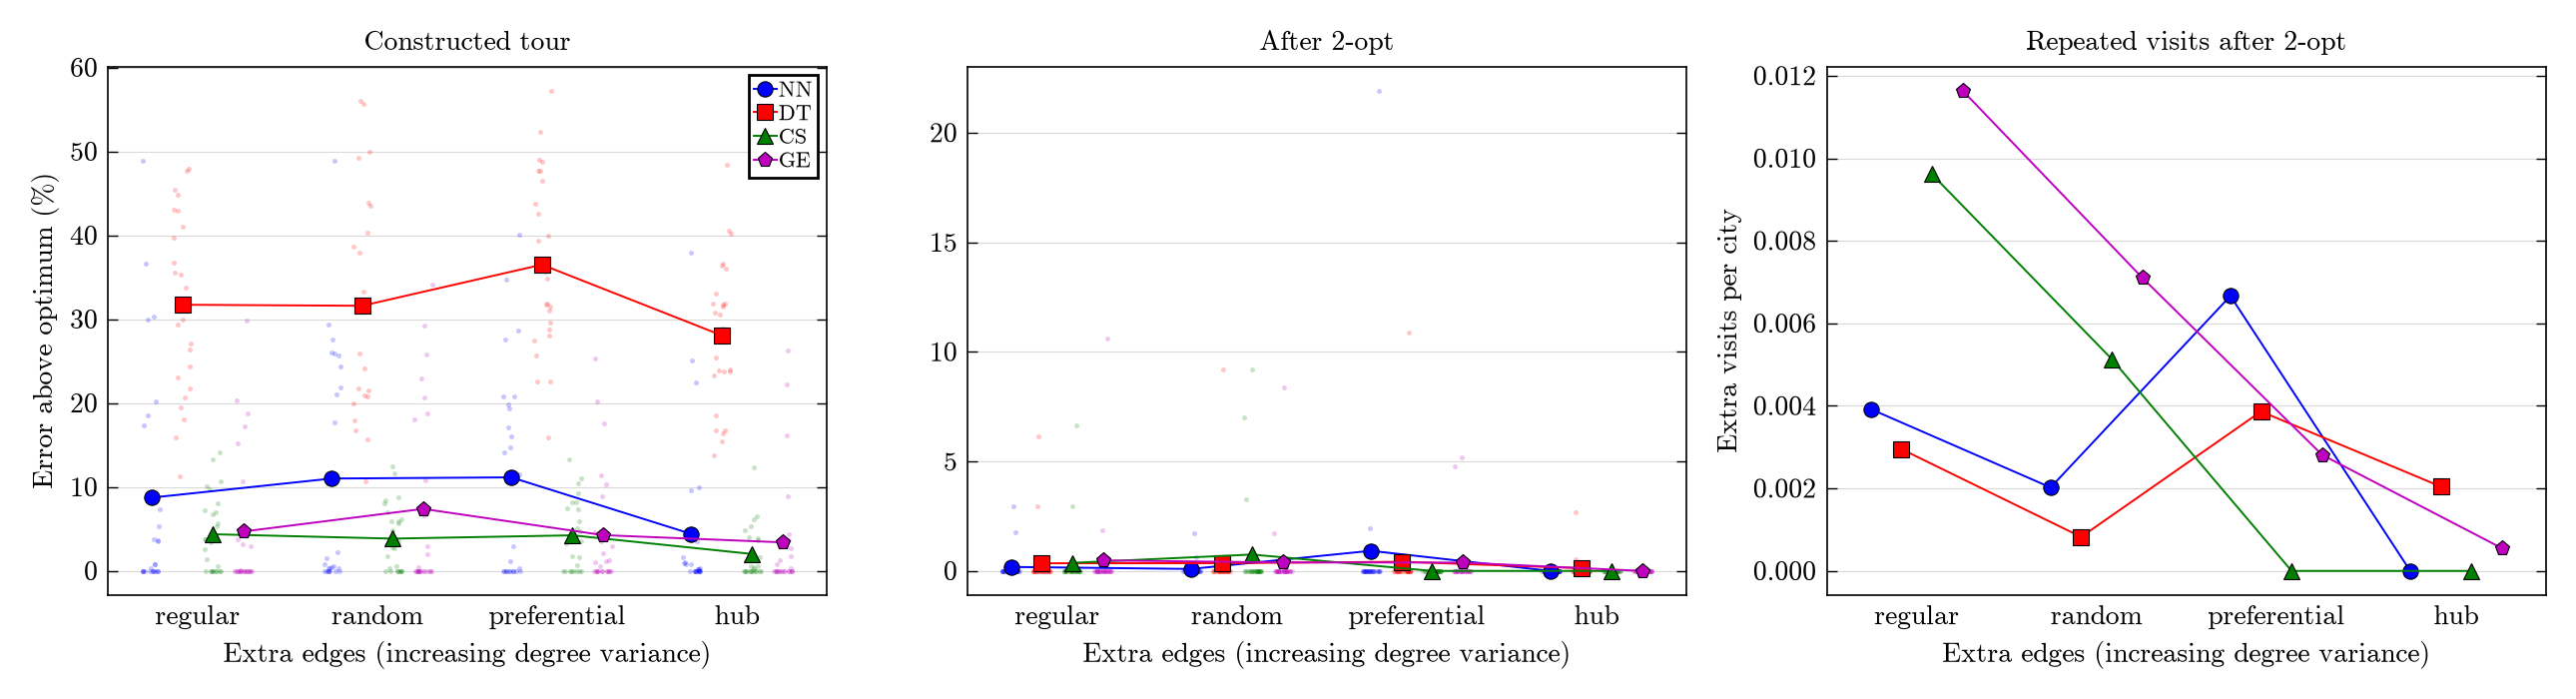 Constructed tour
Error above optimum (%)
60
50
40
30
20
10
0
NN
DT
CS
GE
regular random preferential hub
Extra edges (increasing degree variance)
After 2-opt
20
15
10
5
0
regular random preferential hub
Extra edges (increasing degree variance)
Repeated visits after 2-opt
Extra visits per city
0.012
0.010
0.008
0.006
0.004
0.002
0.000
regular random preferential hub
Extra edges (increasing degree variance)